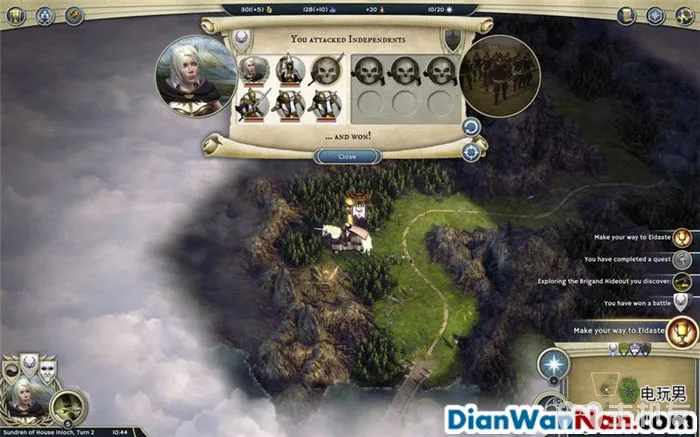 301(+5)
128(+10)
+20
10/20
You attacked Independents
... and won!
Close
Make your way to Eldaste
You have completed a quest
Exploring the Brigand Hideout you discover:
You have won a battle
Make your way to Eldaste
5
Sundren of House Inioch, Turn 2
10:44
电玩男
DianWanNan.com